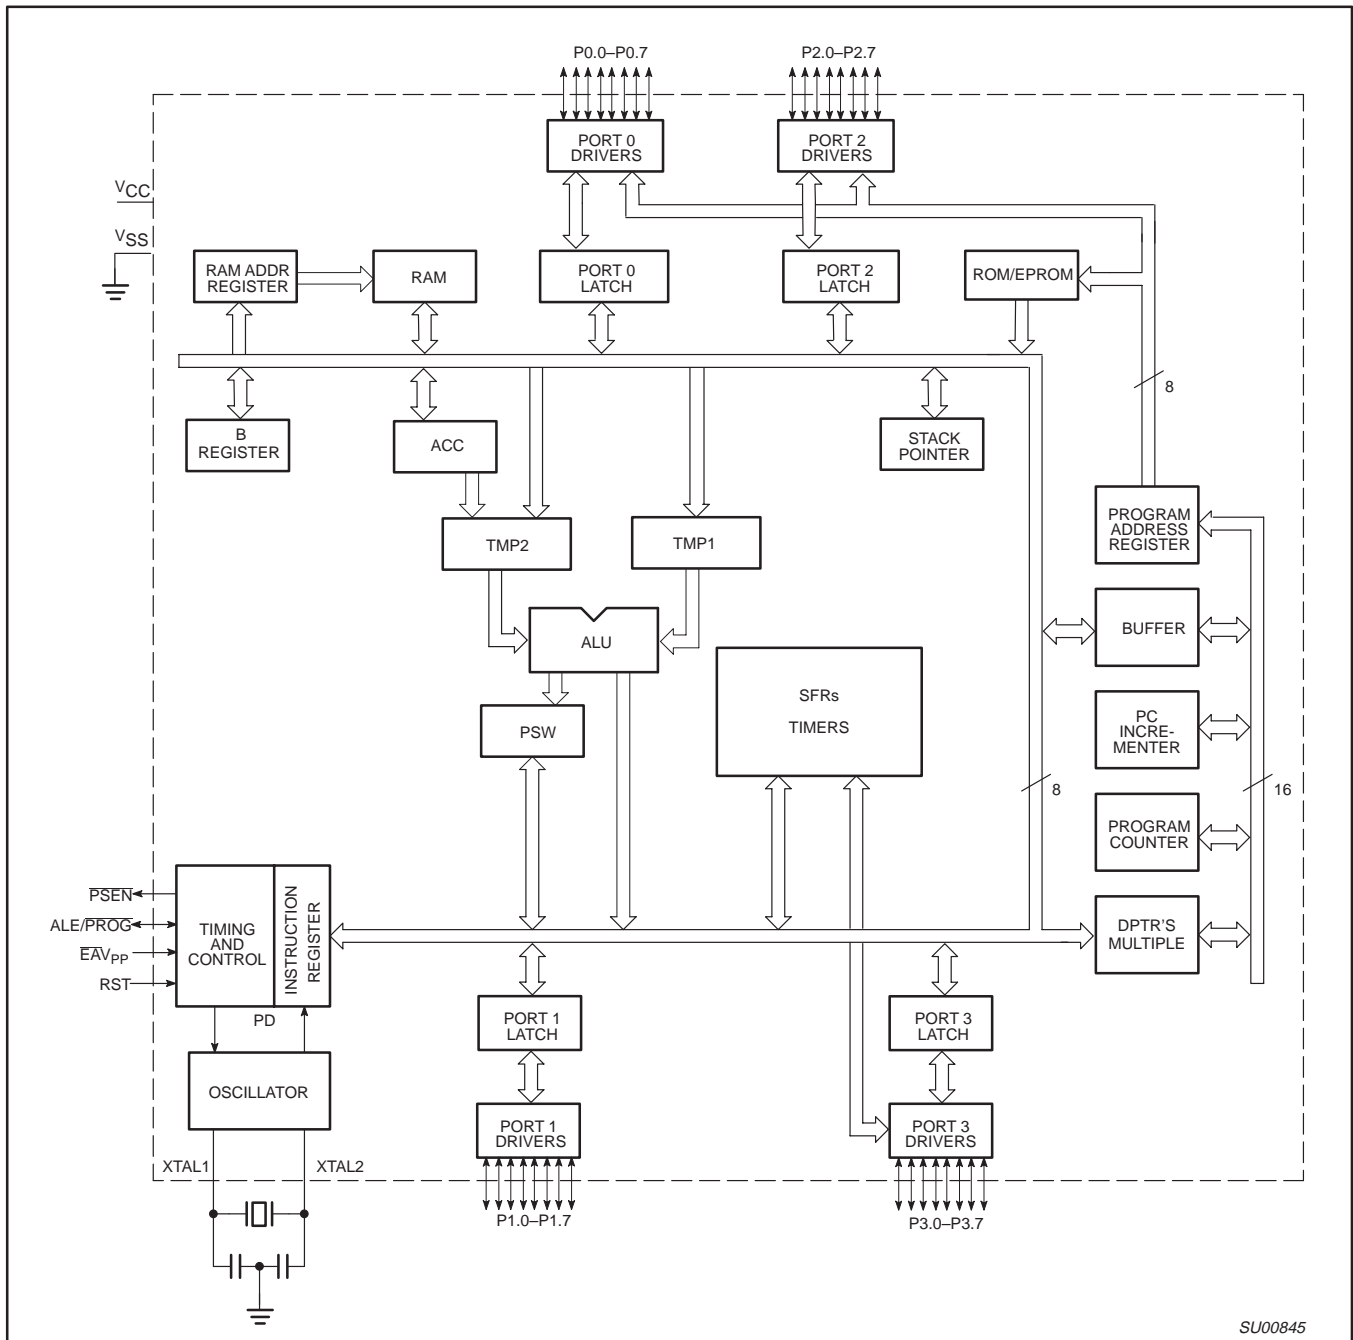 P0.0–P0.7
P2.0–P2.7
PORT 0
DRIVERS
PORT 2
DRIVERS
VCC
VSS
RAM ADDR
REGISTER
RAM
PORT 0
LATCH
PORT 2
LATCH
ROM/EPROM
8
B
REGISTER
ACC
STACK
POINTER
TMP2
TMP1
PROGRAM
ADDRESS
REGISTER
ALU
BUFFER
SFRs
TIMERS
PSW
PC
INCRE-
MENTER
8
16
PROGRAM
COUNTER
PSEN
ALE/PROG
EAVPP
RST
TIMING
AND
CONTROL
INSTRUCTION
REGISTER
DPTR'S
MULTIPLE
PD
PORT 1
LATCH
PORT 3
LATCH
OSCILLATOR
PORT 1
DRIVERS
PORT 3
DRIVERS
XTAL1
XTAL2
P1.0–P1.7
P3.0–P3.7
SU00845